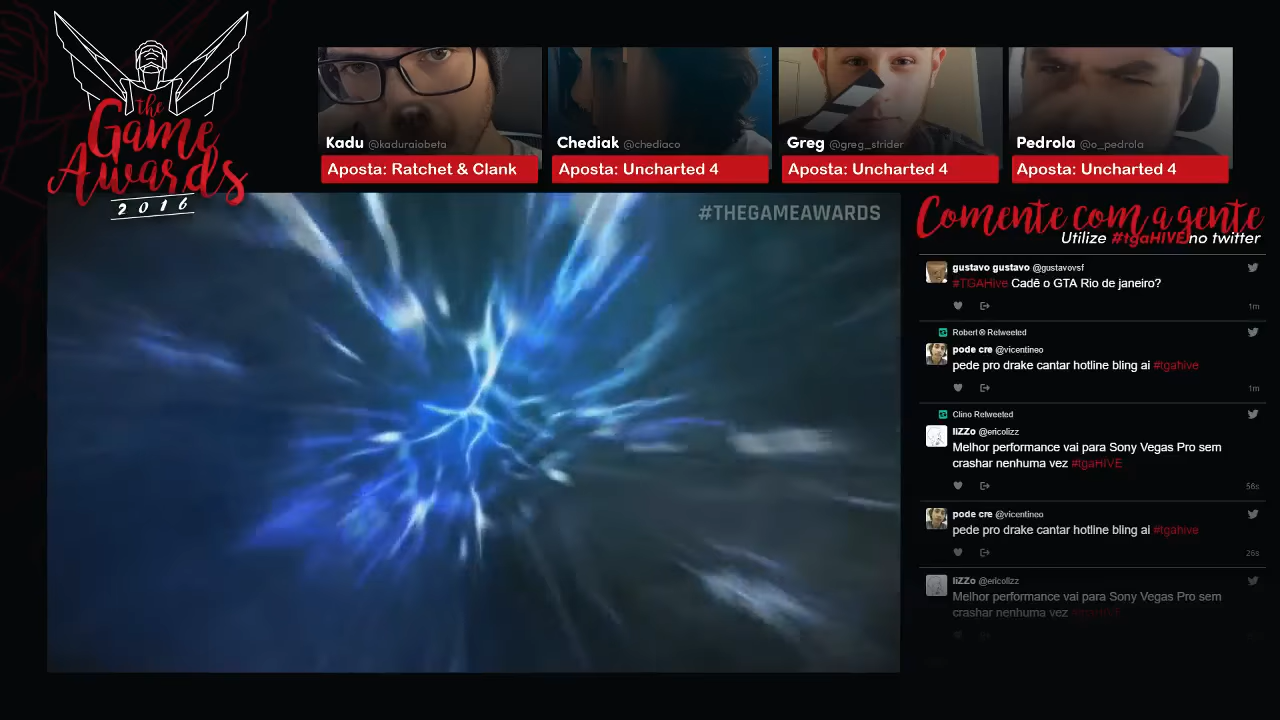 the
Game
Awards
2016
Kadu @kaduraiobeta
Aposta: Ratchet & Clank
Chediak @chediaco
Aposta: Uncharted 4
Greg @greg_strider
Aposta: Uncharted 4
Pedrola @o_pedrola
Aposta: Uncharted 4
#THEGAMEAWARDS
Comente com a gente
Utilize #tgaHIVE no twitter
gustavo gustavo @gustavovsf
#TGAHive Cadê o GTA Rio de janeiro?
1m
Robert® Retweeted
pode cre @vicentineo
pede pro drake cantar hotline bling ai #tgahive
1m
Clino Retweeted
liZZo @ericolizz
Melhor performance vai para Sony Vegas Pro sem
crashar nenhuma vez #tgaHIVE
56s
pode cre @vicentineo
pede pro drake cantar hotline bling ai #tgahive
26s
liZZo @ericolizz
Melhor performance vai para Sony Vegas Pro sem
crashar nenhuma vez #tgaHIVE